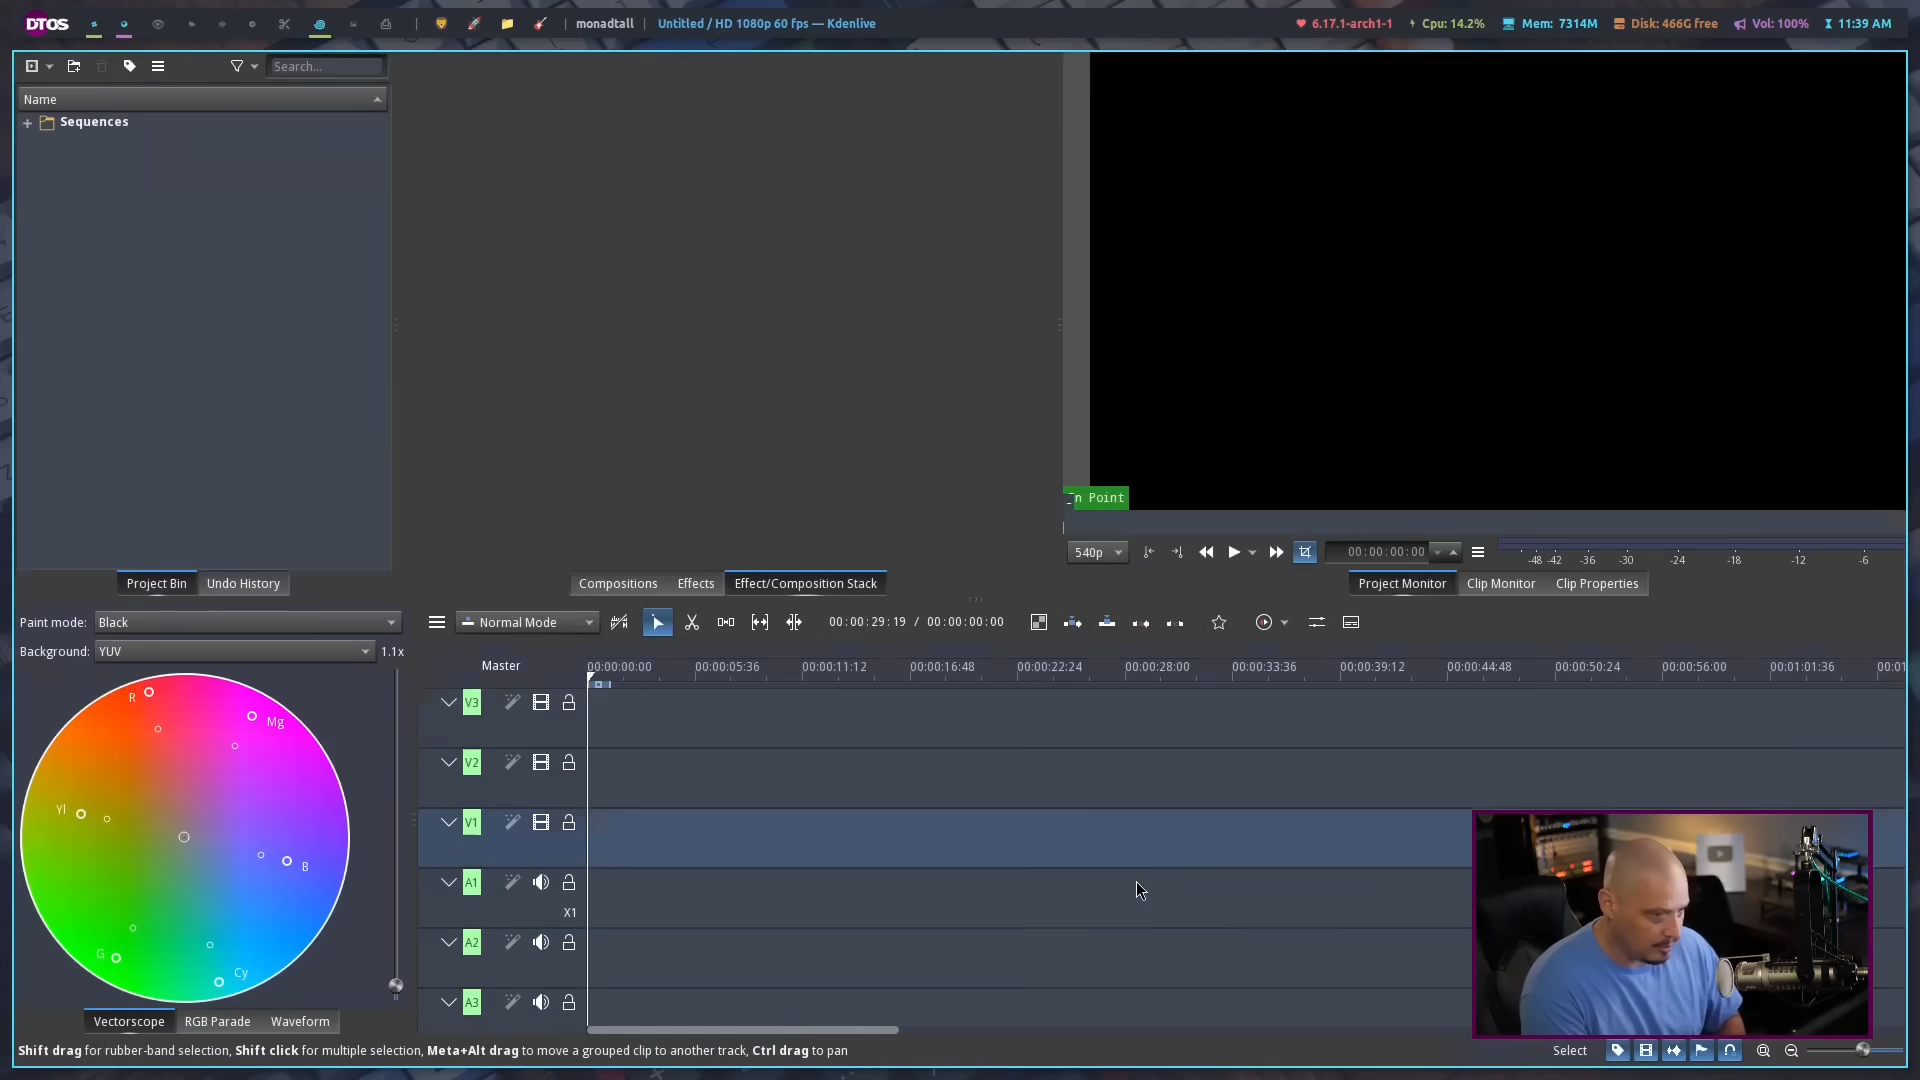 DTOS | monadtall | Untitled / HD 1080p 60 fps — Kdenlive 6.17.1-arch1-1 Cpu: 14.2% Mem: 7314M Disk: 466G free Vol: 100% 11:39 AM
Search...
Name
Sequences
In Point
540p 00:00:00:00 -48 -42 -36 -30 -24 -18 -12 -6
Project Bin Undo History Compositions Effects Effect/Composition Stack Project Monitor Clip Monitor Clip Properties
Paint mode: Black Normal Mode 00:00:29:19 / 00:00:00:00
Background: YUV 1.1x
Master 00:00:00:00 00:00:05:36 00:00:11:12 00:00:16:48 00:00:22:24 00:00:28:00 00:00:33:36 00:00:39:12 00:00:44:48 00:00:50:24 00:00:56:00 00:01:01:36 00:01
R Mg V3
V2
Yl V1
B A1
X1
G A2
Cy A3
Vectorscope RGB Parade Waveform
Shift drag for rubber-band selection, Shift click for multiple selection, Meta+Alt drag to move a grouped clip to another track, Ctrl drag to pan Select